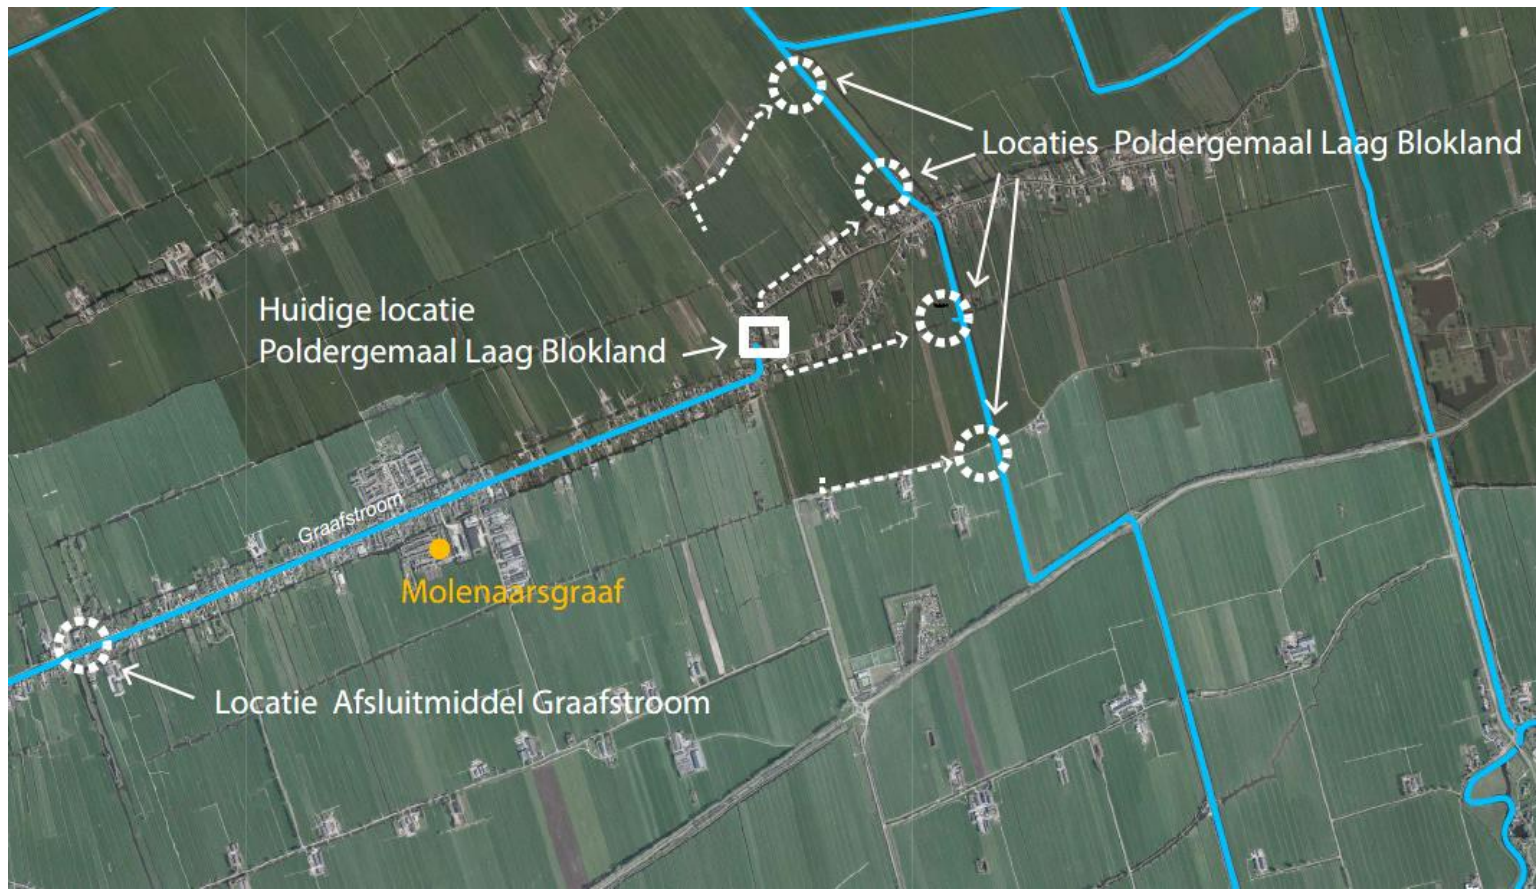 Locaties Poldergemaal Laag Blokland
Huidige locatie
Poldergemaal Laag Blokland
Graafstroom
Molenaarsgraaf
Locatie Afsluitmiddel Graafstroom